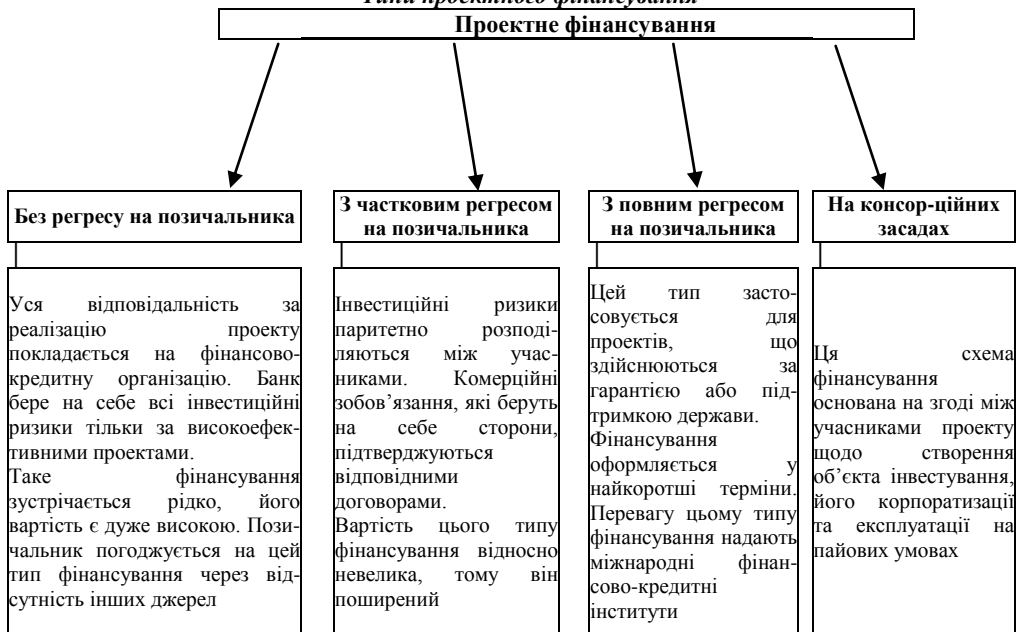 Типи проектного фінансування
Проектне фінансування
Без регресу на позичальника
З частковим регресом
на позичальника
З повним регресом
на позичальника
На консор-ційних
засадах
Уся відповідальність за
реалізацію проекту
покладається на фінансово-
кредитну організацію. Банк
бере на себе всі інвестиційні
ризики тільки за високоефек-
тивними проектами.
Таке фінансування
зустрічається рідко, його
вартість є дуже високою. Пози-
чальник погоджується на цей
тип фінансування через від-
сутність інших джерел
Інвестиційні ризики
паритетно розподі-
ляються між учас-
никами. Комерційні
зобов’язання, які беруть
на себе сторони,
підтверджуються
відповідними
договорами.
Вартість цього типу
фінансування відносно
невелика, тому він
поширений
Цей тип засто-
совується для
проектів, що
здійснюються за
гарантією або під-
тримкою держави.
Фінансування
оформляється у
найкоротші терміни.
Перевагу цьому типу
фінансування надають
міжнародні фінан-
сово-кредитні
інститути
Ця схема
фінансування
основана на згоді між
учасниками проекту
щодо створення
об’єкта інвестування,
його корпоратизації
та експлуатації на
пайових умовах